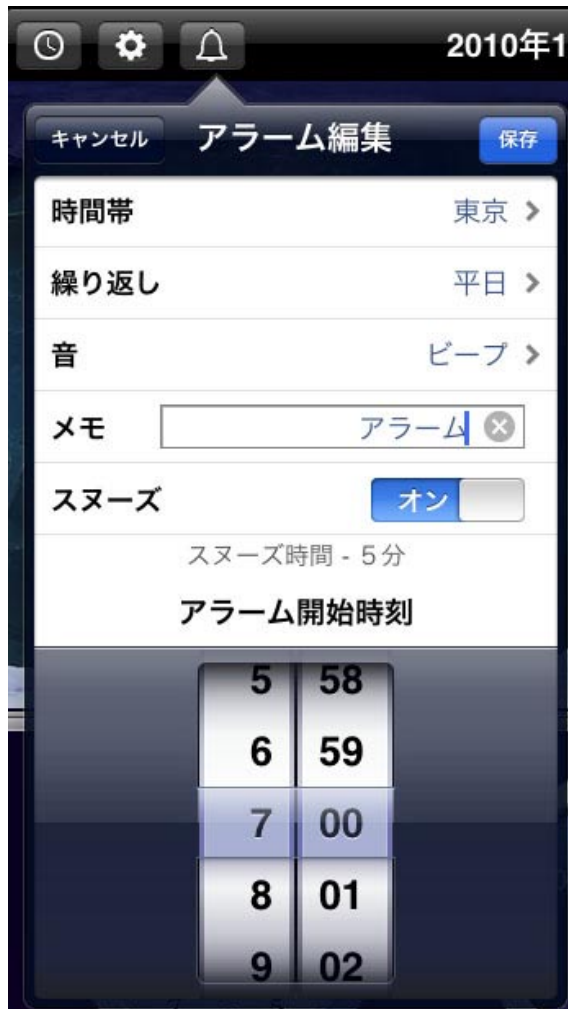 2010年1
キャンセル アラーム編集 保存
時間帯 東京
繰り返し 平日
音 ビープ
メモ アラーム
スヌーズ オン
スヌーズ時間 - 5分
アラーム開始時刻
5 58
6 59
7 00
8 01
9 02